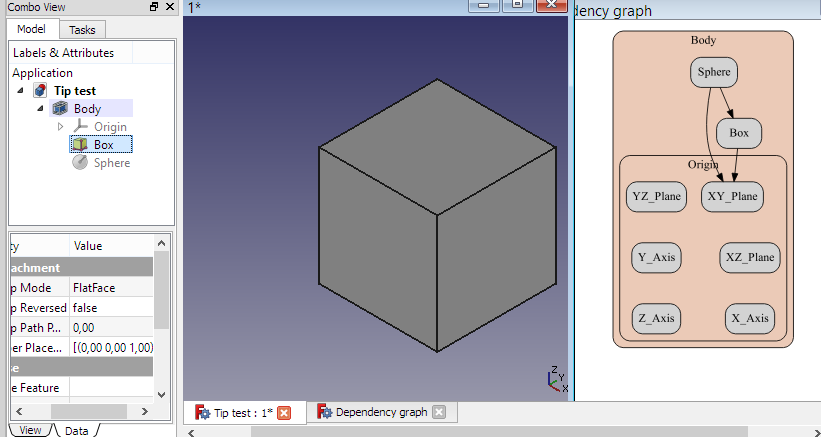 Combo View
Model
Tasks
Labels & Attributes
Application
Tip test
Body
Origin
Box
Sphere
Value
achment
p Mode FlatFace
p Reversed false
p Path P... 0,00
er Place... [(0,00 0,00 1,00)
e Feature
View
Data
1*
Z
Y
X
Tip test : 1*
Dependency graph
dency graph
Body
Sphere
Box
Origin
YZ_Plane
XY_Plane
Y_Axis
XZ_Plane
Z_Axis
X_Axis